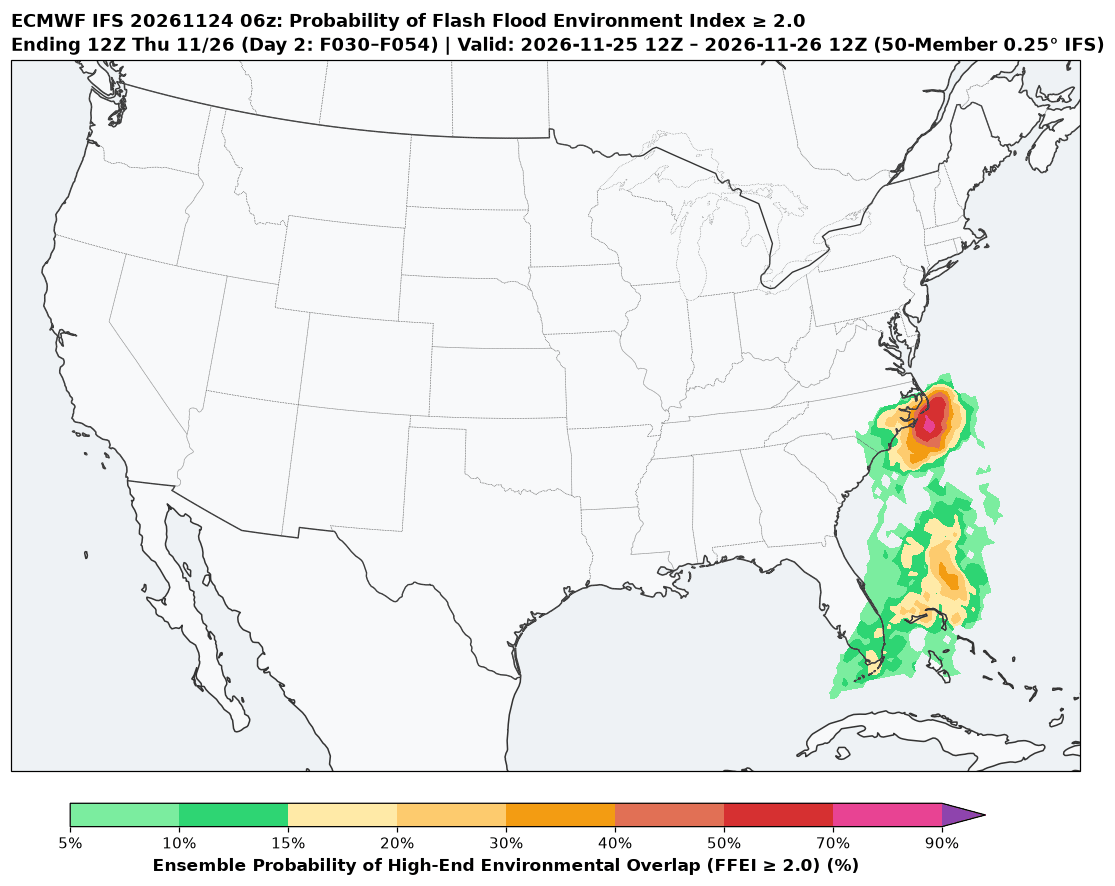 ECMWF IFS 20261124 06z: Probability of Flash Flood Environment Index ≥ 2.0
Ending 12Z Thu 11/26 (Day 2: F030–F054) | Valid: 2026-11-25 12Z – 2026-11-26 12Z (50-Member 0.25° IFS)
5% 10% 15% 20% 30% 40% 50% 70% 90%
Ensemble Probability of High-End Environmental Overlap (FFEI ≥ 2.0) (%)